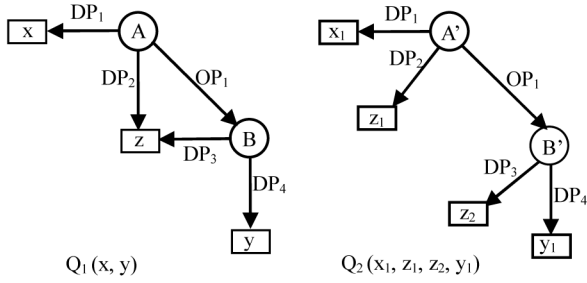 DP₁
x
A
DP₂
OP₁
z
DP₃
B
DP₄
y
Q₁ (x, y)
DP₁
x₁
A'
DP₂
OP₁
z₁
B'
DP₃
DP₄
z₂
y₁
Q₂ (x₁, z₁, z₂, y₁)